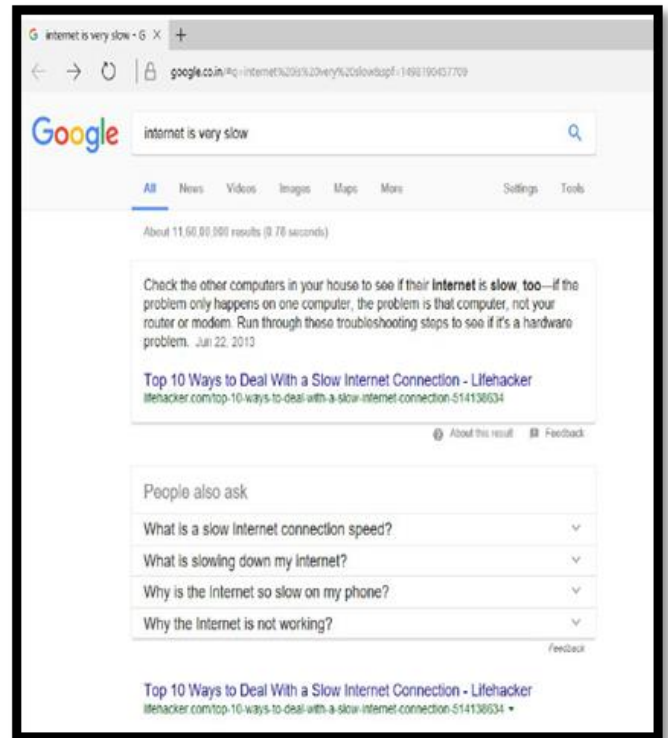 G internet is very slow - G × +
google.co.in/#q=internet%20is%20very%20slow&spf=1498190457709
Google internet is very slow
All News Videos Images Maps More Settings Tools
About 11,60,00,000 results (0.78 seconds)
Check the other computers in your house to see if their internet is slow, too—if the
problem only happens on one computer, the problem is that computer, not your
router or modem. Run through these troubleshooting steps to see if it's a hardware
problem. Jun 22, 2013
Top 10 Ways to Deal With a Slow Internet Connection - Lifehacker
lifehacker.com/top-10-ways-to-deal-with-a-slow-internet-connection-514138634
About this result Feedback
People also ask
What is a slow Internet connection speed?
What is slowing down my internet?
Why is the Internet so slow on my phone?
Why the Internet is not working?
Feedback
Top 10 Ways to Deal With a Slow Internet Connection - Lifehacker
lifehacker.com/top-10-ways-to-deal-with-a-slow-internet-connection-514138634